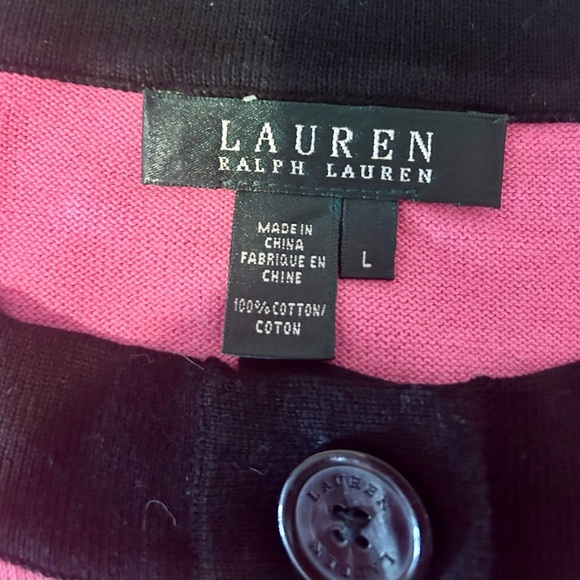 LAUREN
RALPH LAUREN
MADE IN
CHINA
FABRIQUE EN
CHINE
100% COTTON/
COTON
L
LAUREN